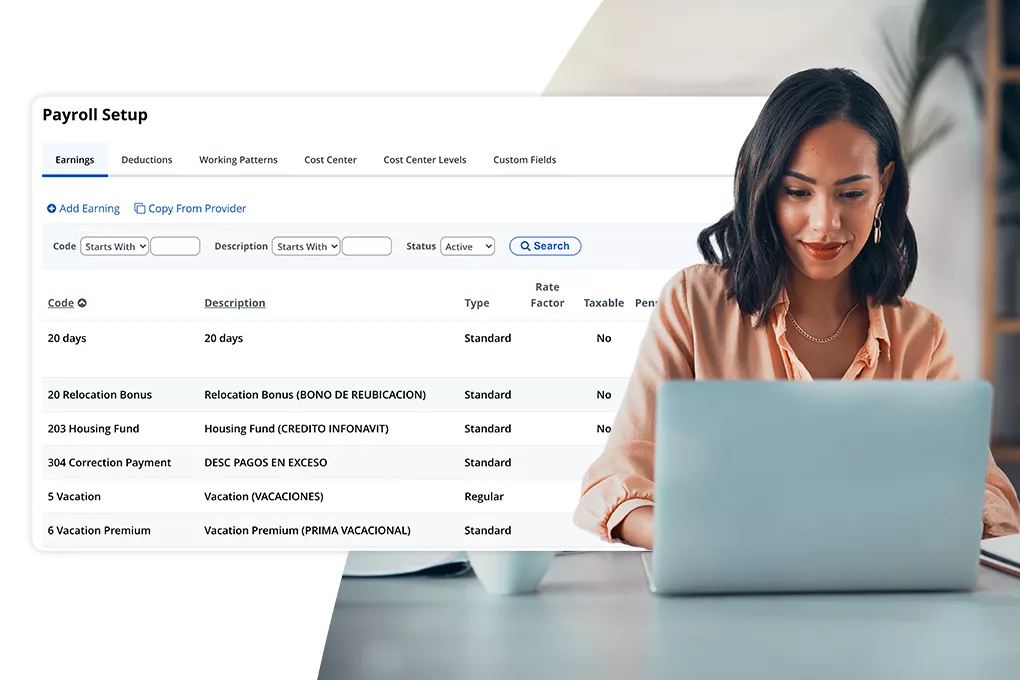 Payroll Setup
Earnings Deductions Working Patterns Cost Center Cost Center Levels Custom Fields
Add Earning Copy From Provider
Code Starts With Description Starts With Status Active Search
Code Description Type Rate Factor Taxable
20 days 20 days Standard No
20 Relocation Bonus Relocation Bonus (BONO DE REUBICACION) Standard No
203 Housing Fund Housing Fund (CREDITO INFONAVIT) Standard No
304 Correction Payment DESC PAGOS EN EXCESO Standard
5 Vacation Vacation (VACACIONES) Regular
6 Vacation Premium Vacation Premium (PRIMA VACACIONAL) Standard